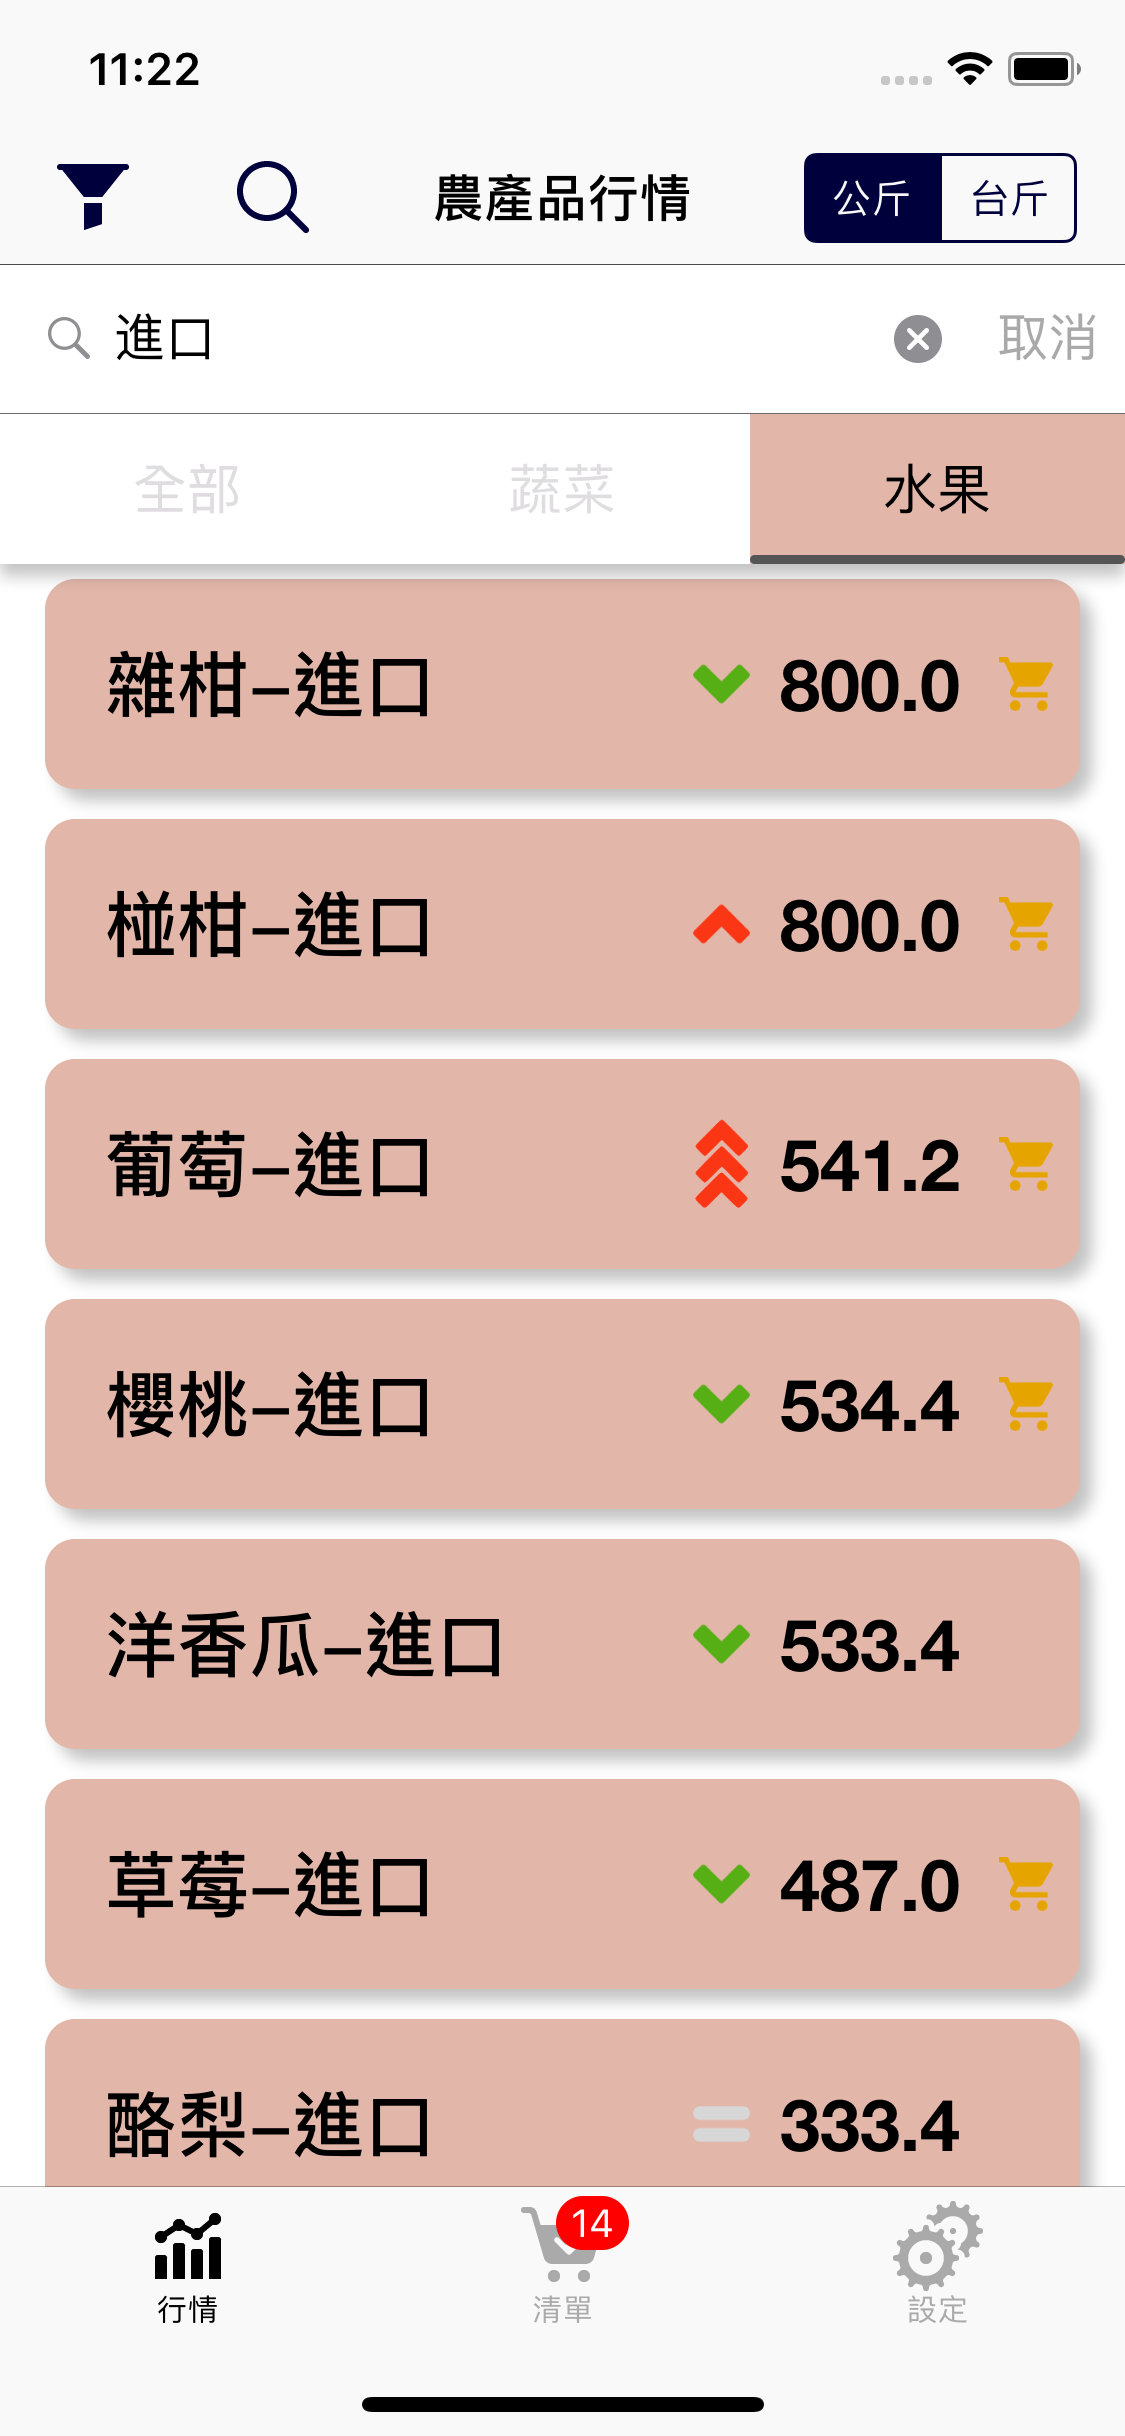 11:22
農產品行情
公斤
台斤
進口
取消
全部
蔬菜
水果
雜柑–進口
800.0
椪柑–進口
800.0
葡萄–進口
541.2
櫻桃–進口
534.4
洋香瓜–進口
533.4
草莓–進口
487.0
酪梨–進口
333.4
14
行情
清單
設定